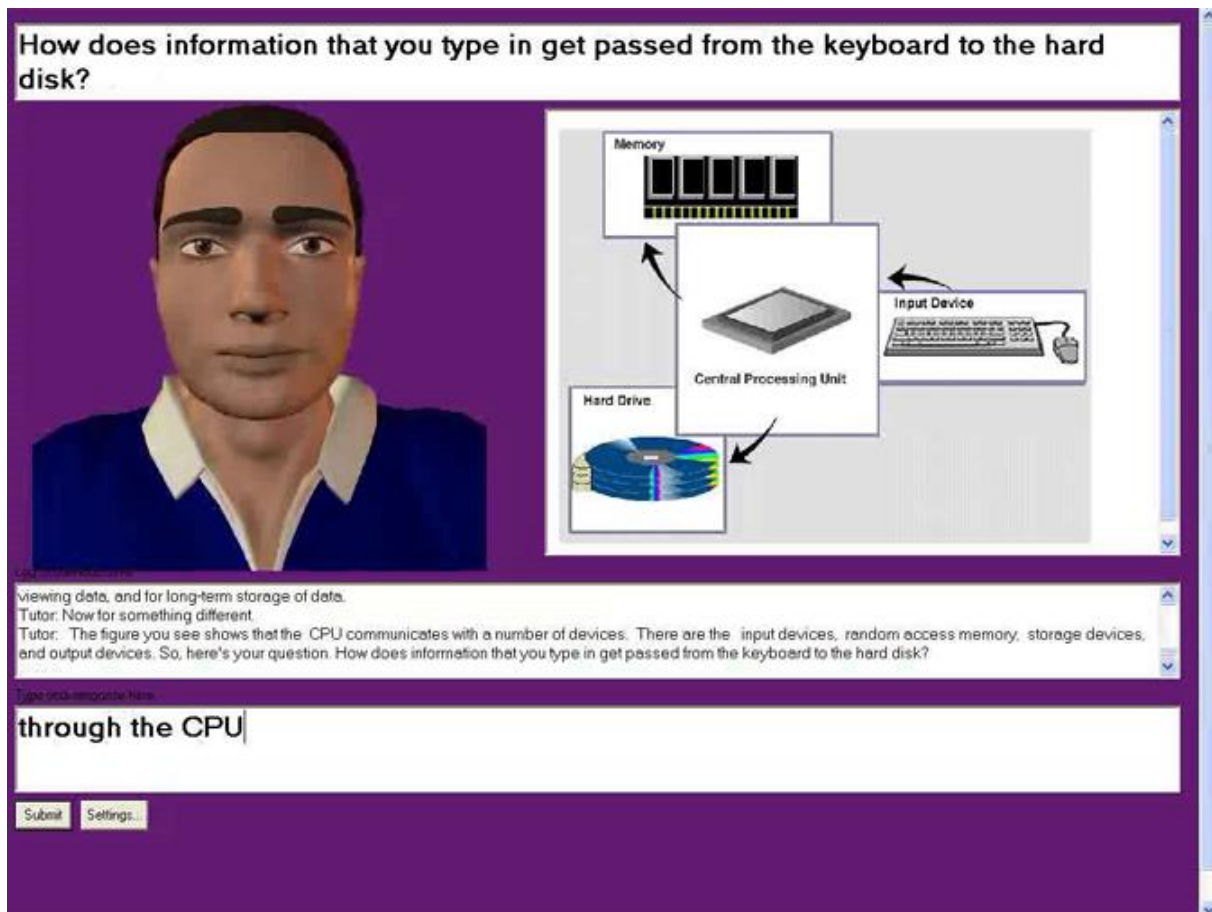 How does information that you type in get passed from the keyboard to the hard
disk?
Memory
Input Device
Central Processing Unit
Hard Drive
viewing data, and for long-term storage of data.
Tutor: Now for something different.
Tutor: The figure you see shows that the CPU communicates with a number of devices. There are the input devices, random access memory, storage devices,
and output devices. So, here's your question. How does information that you type in get passed from the keyboard to the hard disk?
Type your response here
through the CPU
Submit
Settings...